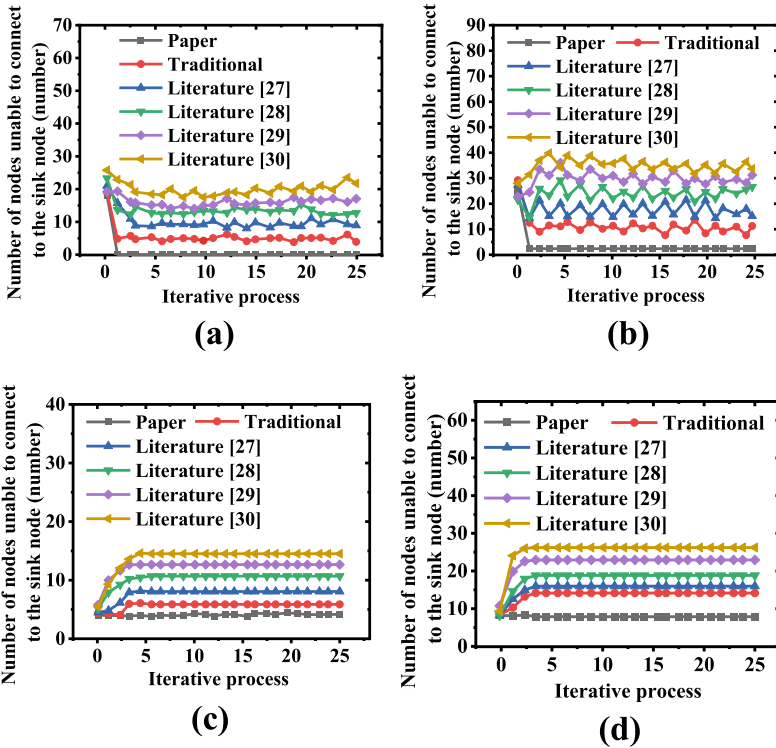 (a)
Number of nodes unable to connect
to the sink node (number)
70
60
50
40
30
20
10
0
Paper
Traditional
Literature [27]
Literature [28]
Literature [29]
Literature [30]
0 5 10 15 20 25
Iterative process
(b)
Number of nodes unable to connect
to the sink node (number)
90
80
70
60
50
40
30
20
10
0
Paper Traditional
Literature [27]
Literature [28]
Literature [29]
Literature [30]
0 5 10 15 20 25
Iterative process
(c)
Number of nodes unable to connect
to the sink node (number)
40
30
20
10
0
Paper Traditional
Literature [27]
Literature [28]
Literature [29]
Literature [30]
0 5 10 15 20 25
Iterative process
(d)
Number of nodes unable to connect
to the sink node (number)
60
50
40
30
20
10
0
Paper Traditional
Literature [27]
Literature [28]
Literature [29]
Literature [30]
0 5 10 15 20 25
Iterative process